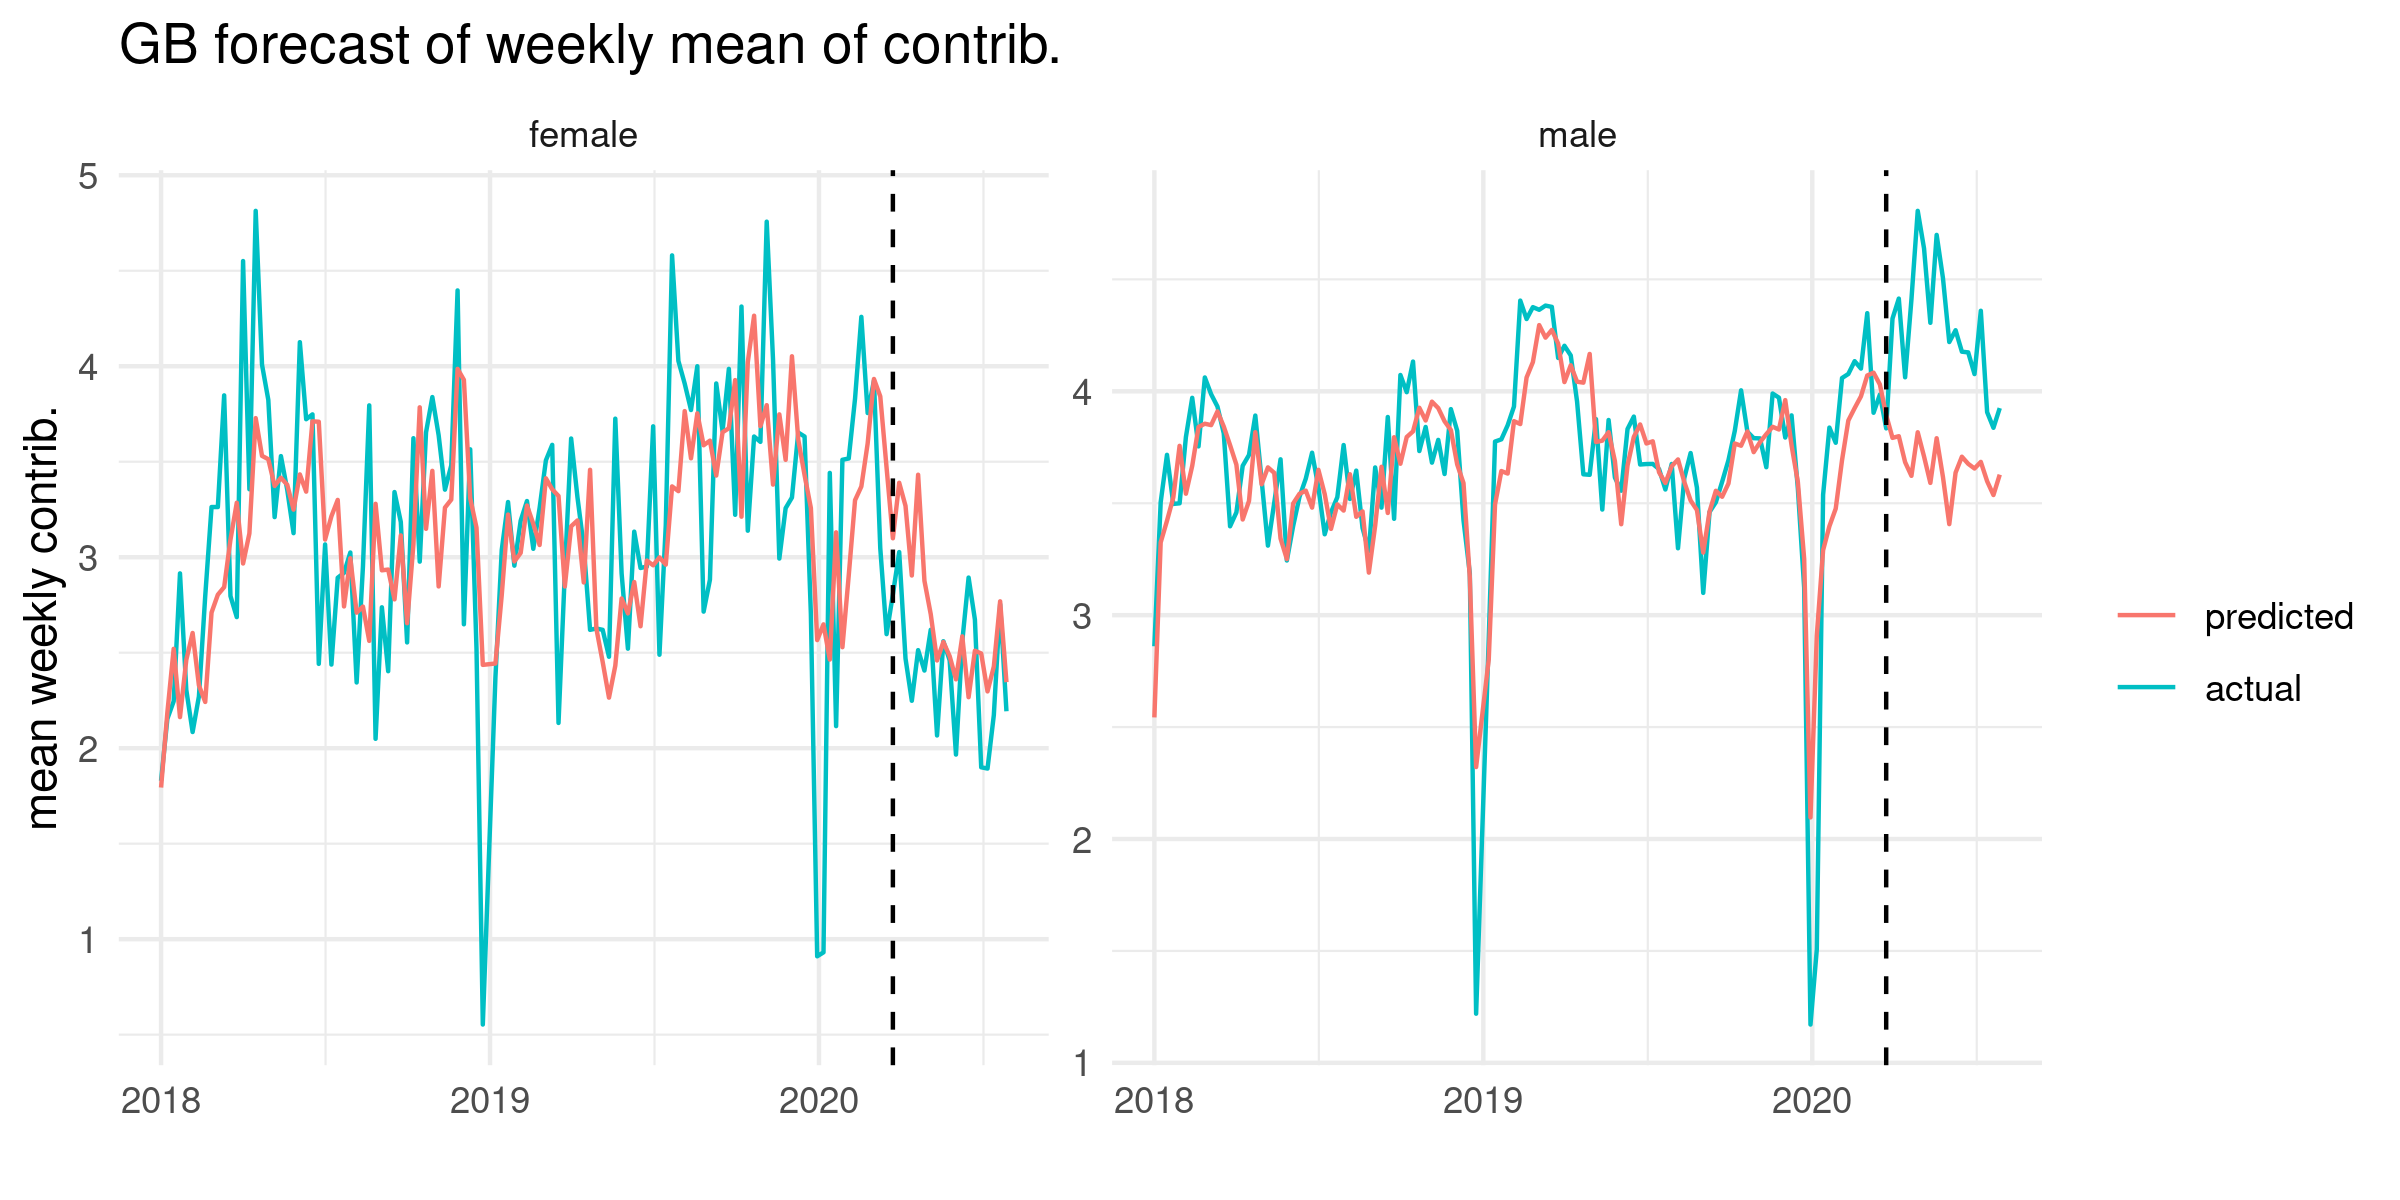 GB forecast of weekly mean of contrib.
female
male
mean weekly contrib.
5
4
3
2
1
4
3
2
1
2018 2019 2020
2018 2019 2020
predicted
actual